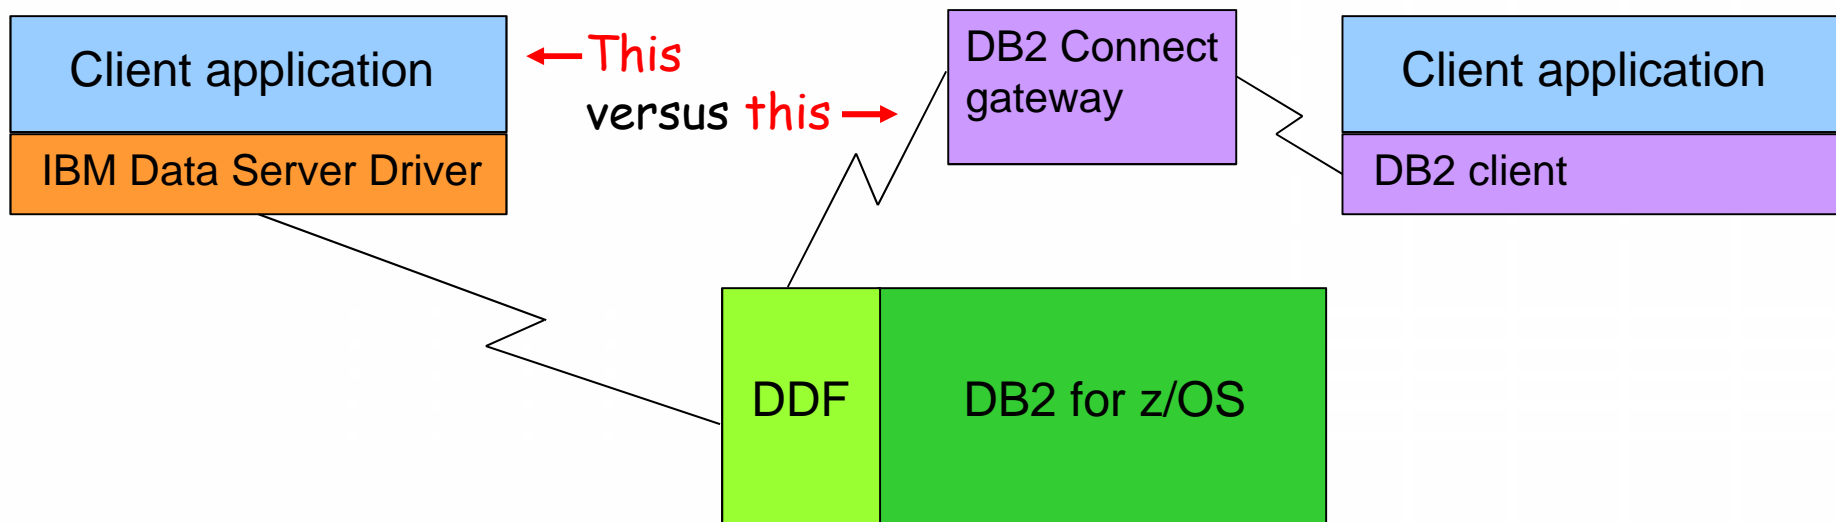 Client application
IBM Data Server Driver
This
versus this
DB2 Connect
gateway
Client application
DB2 client
DDF
DB2 for z/OS